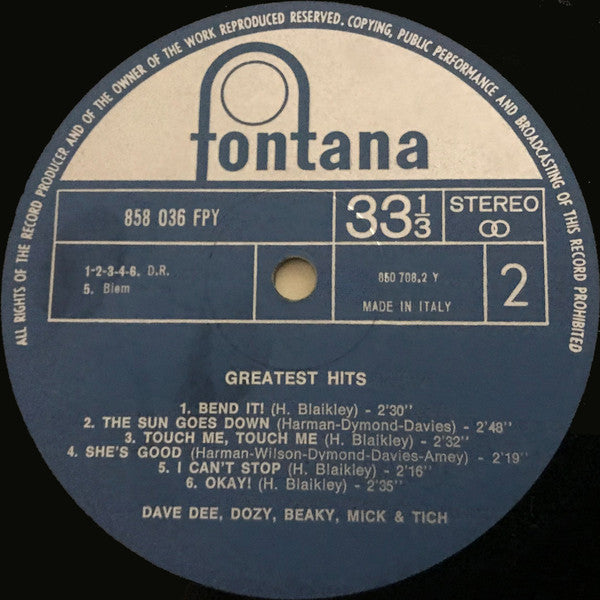 ALL RIGHTS OF THE RECORD PRODUCER AND OF THE OWNER OF THE WORK REPRODUCED RESERVED. COPYING, PUBLIC PERFORMANCE AND BROADCASTING OF THIS RECORD PROHIBITED
fontana
858 036 FPY
33 1/3
STEREO
1-2-3-4-6. D.R.
5. Biem
850 708.2 Y
MADE IN ITALY
2
GREATEST HITS
1. BEND IT! (H. Blaikley) - 2'30''
2. THE SUN GOES DOWN (Harman-Dymond-Davies) - 2'48''
3. TOUCH ME, TOUCH ME (H. Blaikley) - 2'32''
4. SHE'S GOOD (Harman-Wilson-Dymond-Davies-Amey) - 2'19''
5. I CAN'T STOP (H. Blaikley) - 2'16''
6. OKAY! (H. Blaikley) - 2'35''
DAVE DEE, DOZY, BEAKY, MICK & TICH